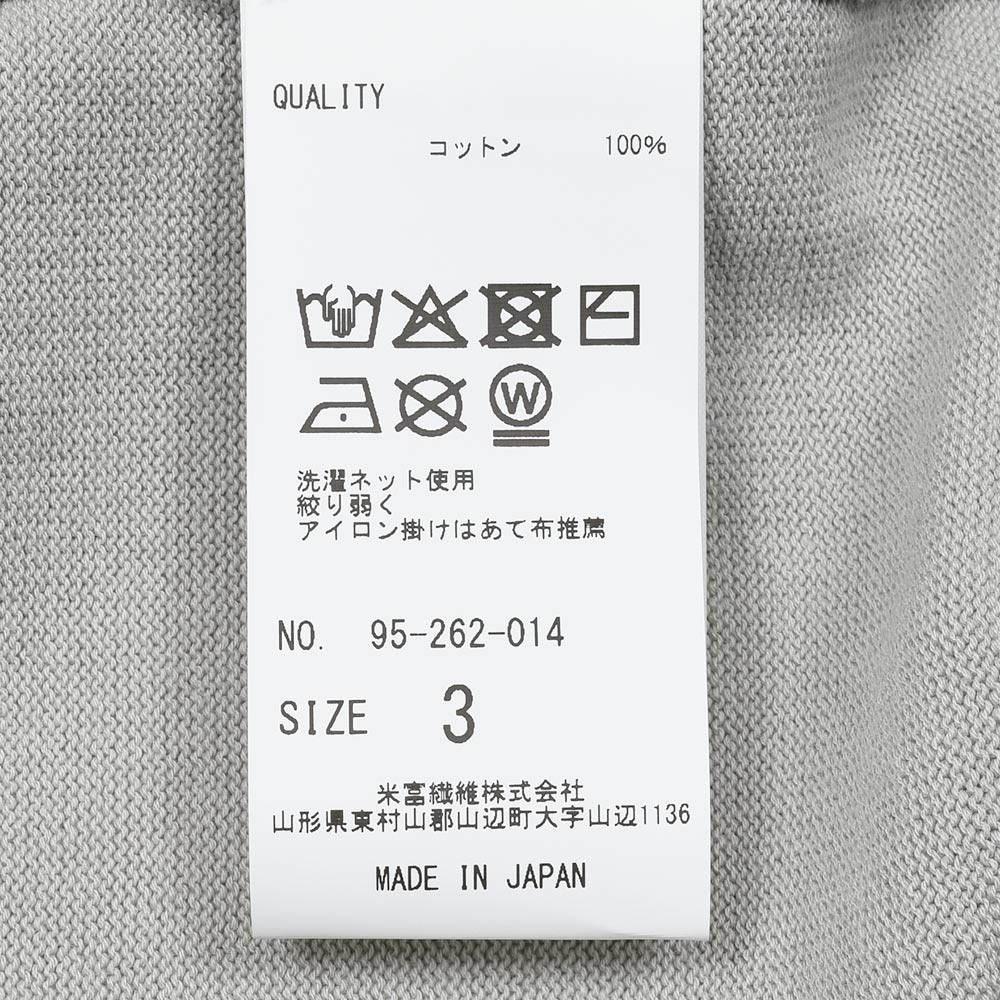 QUALITY
コットン 100%
W
洗濯ネット使用
絞り弱く
アイロン掛けはあて布推薦
NO. 95-262-014
SIZE 3
米富繊維株式会社
山形県東村山郡山辺町大字山辺1136
MADE IN JAPAN